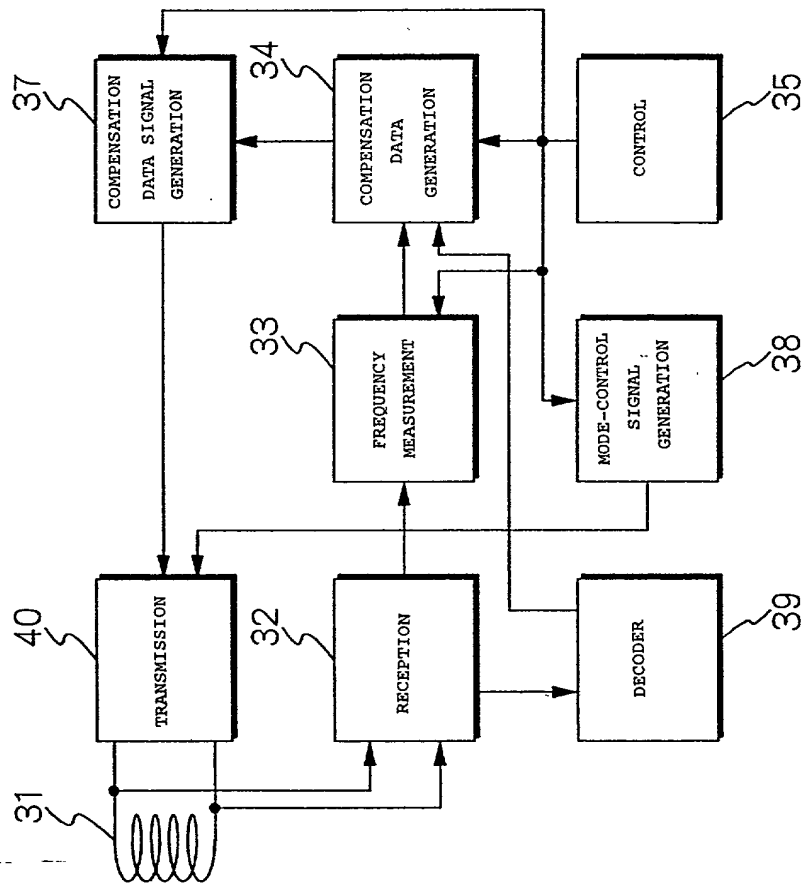 31
40
TRANSMISSION
37
COMPENSATION
DATA SIGNAL
GENERATION
32
RECEPTION
33
FREQUENCY
MEASUREMENT
34
COMPENSATION
DATA
GENERATION
39
DECODER
38
MODE-CONTROL
SIGNAL
GENERATION
35
CONTROL